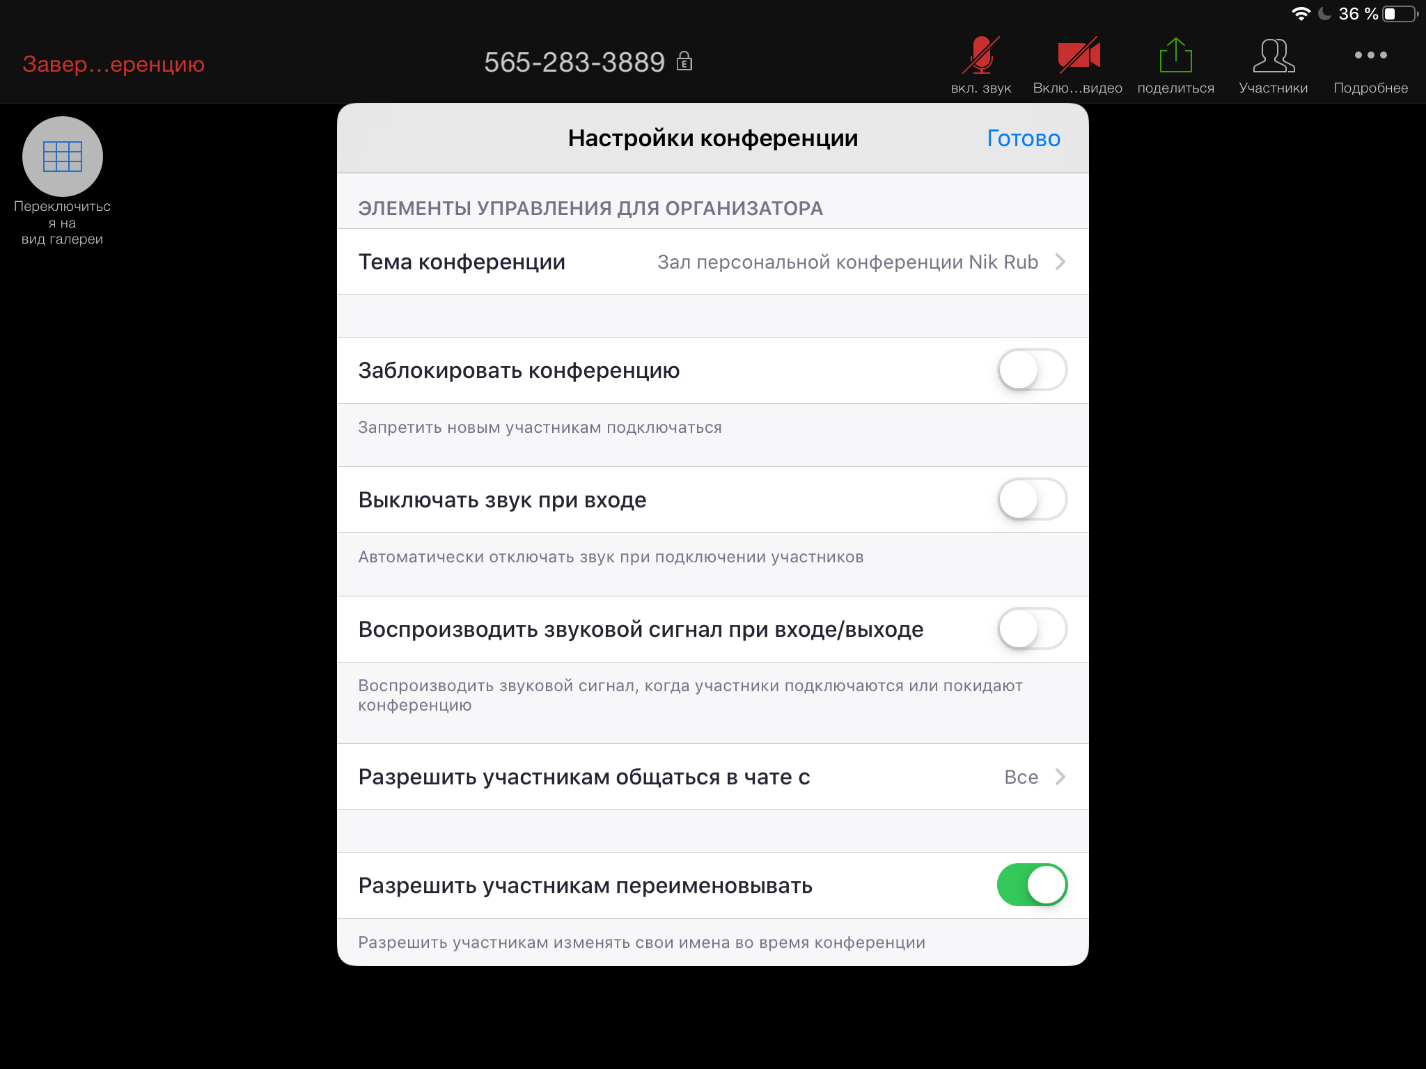 36 %
Завер...еренцию
565-283-3889
вкл. звук
Вклю...видео
поделиться
Участники
Подробнее
Переключитьс
я на
вид галереи
Настройки конференции
Готово
ЭЛЕМЕНТЫ УПРАВЛЕНИЯ ДЛЯ ОРГАНИЗАТОРА
Тема конференции Зал персональной конференции Nik Rub
Заблокировать конференцию
Запретить новым участникам подключаться
Выключать звук при входе
Автоматически отключать звук при подключении участников
Воспроизводить звуковой сигнал при входе/выходе
Воспроизводить звуковой сигнал, когда участники подключаются или покидают
конференцию
Разрешить участникам общаться в чате с Все
Разрешить участникам переименовывать
Разрешить участникам изменять свои имена во время конференции